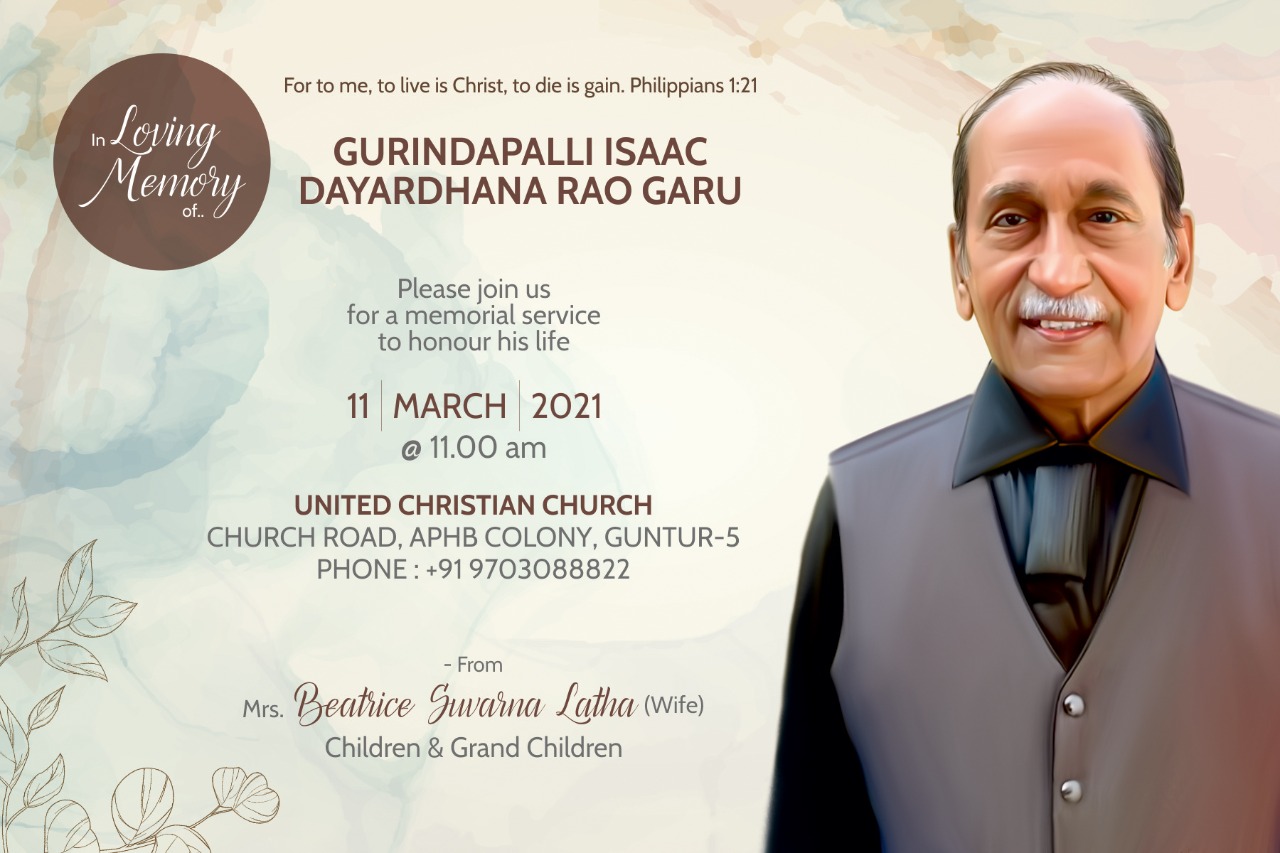 In Loving
Memory
of..
For to me, to live is Christ, to die is gain. Philippians 1:21
GURINDAPALLI ISAAC
DAYARDHANA RAO GARU
Please join us
for a memorial service
to honour his life
11 | MARCH | 2021
@ 11.00 am
UNITED CHRISTIAN CHURCH
CHURCH ROAD, APHB COLONY, GUNTUR-5
PHONE : +91 9703088822
- From
Mrs. Beatrice Suvarna Latha (Wife)
Children & Grand Children